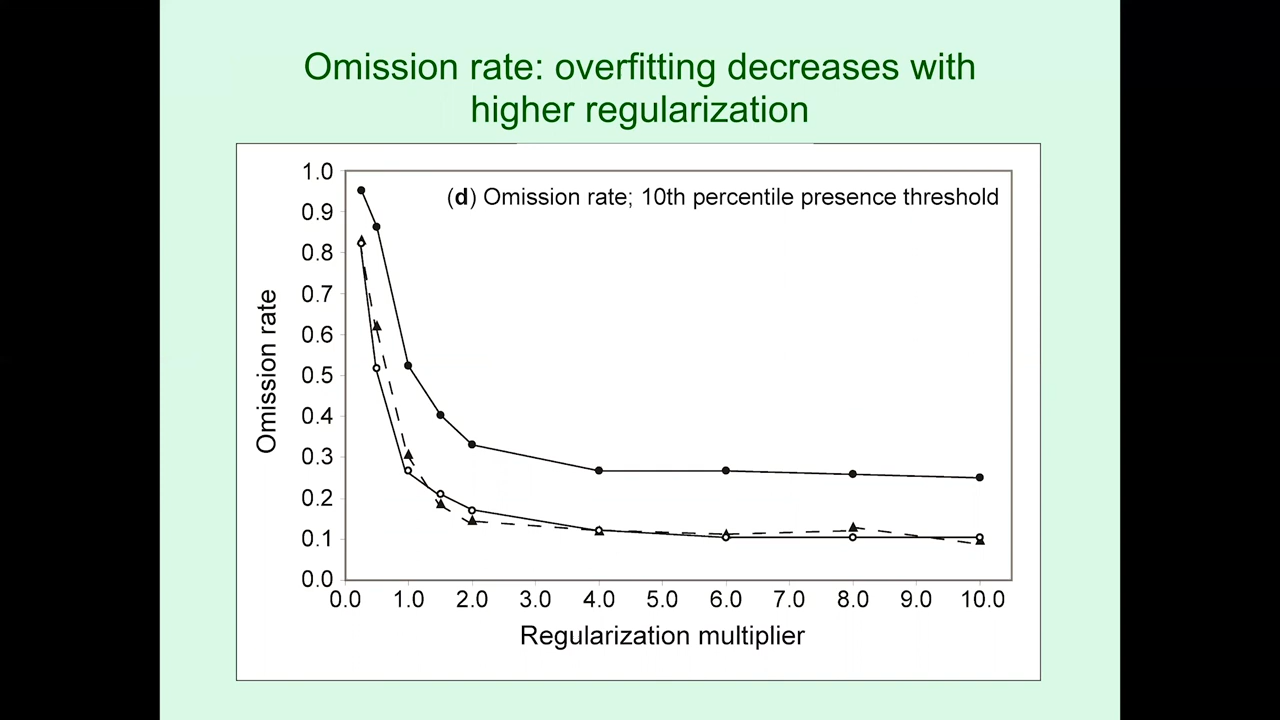 Omission rate: overfitting decreases with
higher regularization
(d) Omission rate; 10th percentile presence threshold
1.0
0.9
0.8
0.7
0.6
0.5
0.4
0.3
0.2
0.1
0.0
Omission rate
0.0 1.0 2.0 3.0 4.0 5.0 6.0 7.0 8.0 9.0 10.0
Regularization multiplier